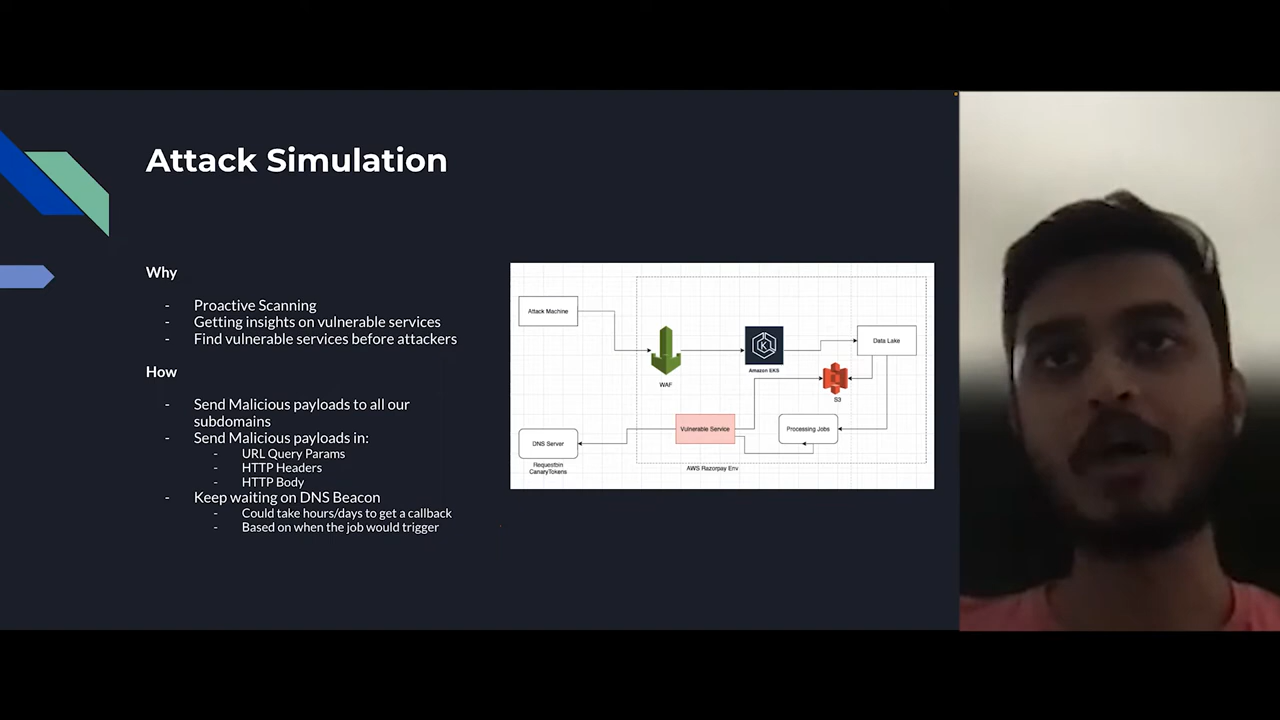 Attack Simulation
Why
- Proactive Scanning
- Getting insights on vulnerable services
- Find vulnerable services before attackers
How
- Send Malicious payloads to all our
subdomains
- Send Malicious payloads in:
- URL Query Params
- HTTP Headers
- HTTP Body
- Keep waiting on DNS Beacon
- Could take hours/days to get a callback
- Based on when the job would trigger
Attack Machine
WAF
K
Amazon EKS
Data Lake
S3
Vulnerable Service
Processing Jobs
DNS Server
Requestbin
CanaryTokens
AWS Razorpay Env